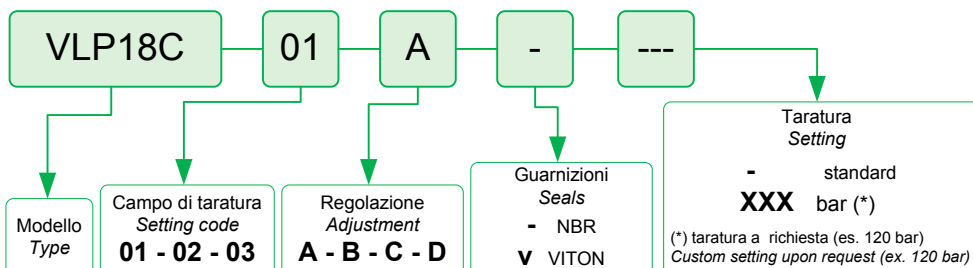 VLP18C 01 A - ---
Modello
Type
Campo di taratura
Setting code
01 - 02 - 03
Regolazione
Adjustment
A - B - C - D
Guarnizioni
Seals
- NBR
V VITON
Taratura
Setting
- standard
XXX bar (*)
(*) taratura a richiesta (es. 120 bar)
Custom setting upon request (ex. 120 bar)